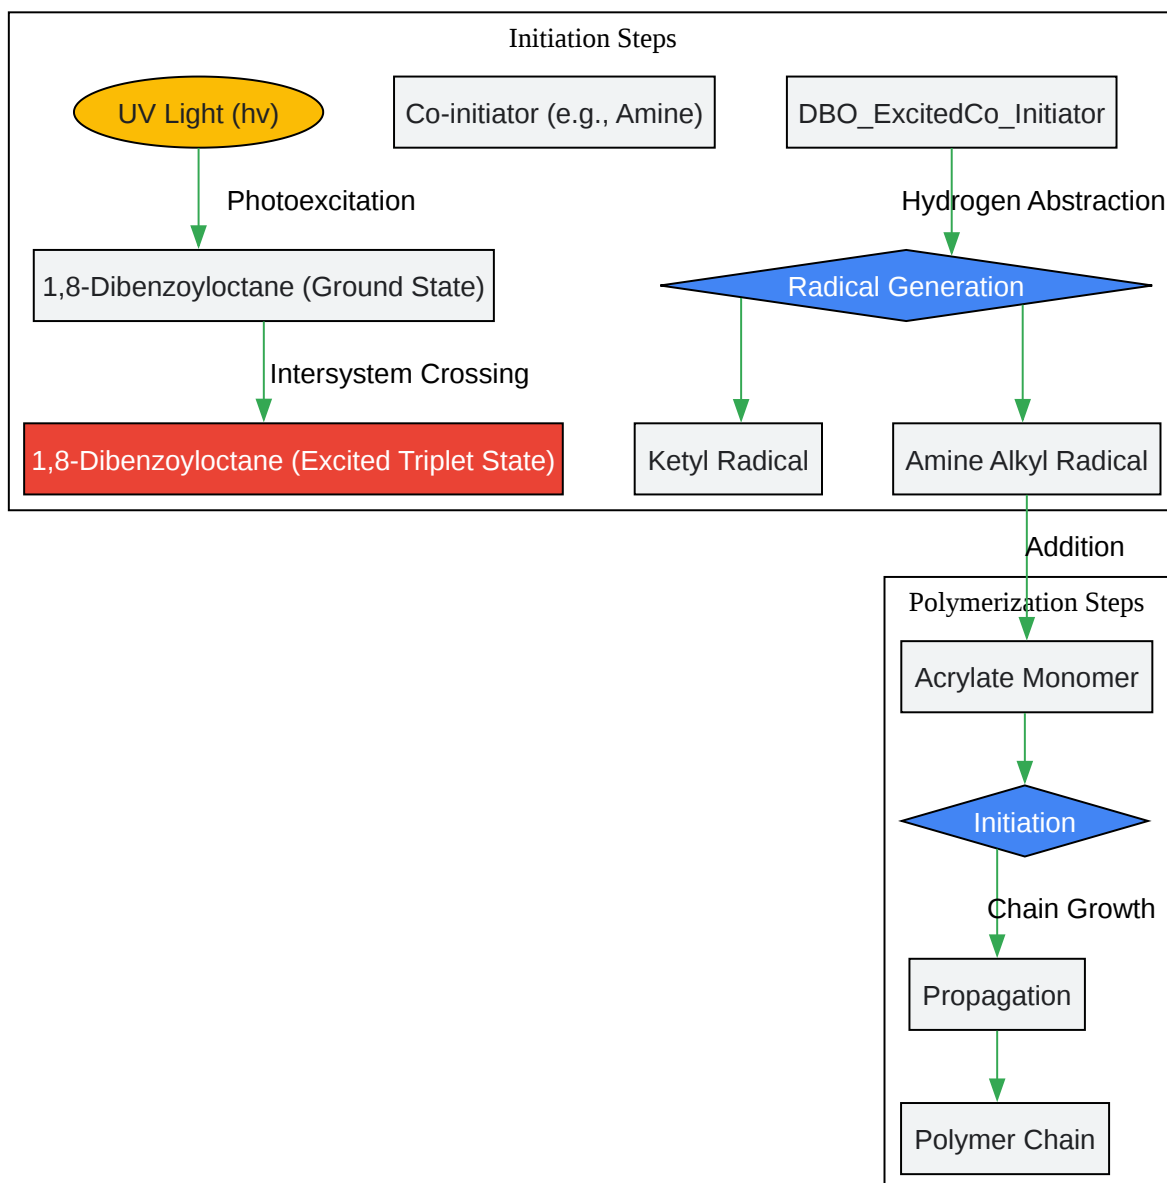 Initiation Steps
UV Light (hv)
Co-initiator (e.g., Amine)
DBO_ExcitedCo_Initiator
Photoexcitation
Hydrogen Abstraction
1,8-Dibenzoyloctane (Ground State)
Radical Generation
Intersystem Crossing
1,8-Dibenzoyloctane (Excited Triplet State)
Ketyl Radical
Amine Alkyl Radical
Addition
Polymerization Steps
Acrylate Monomer
Initiation
Chain Growth
Propagation
Polymer Chain